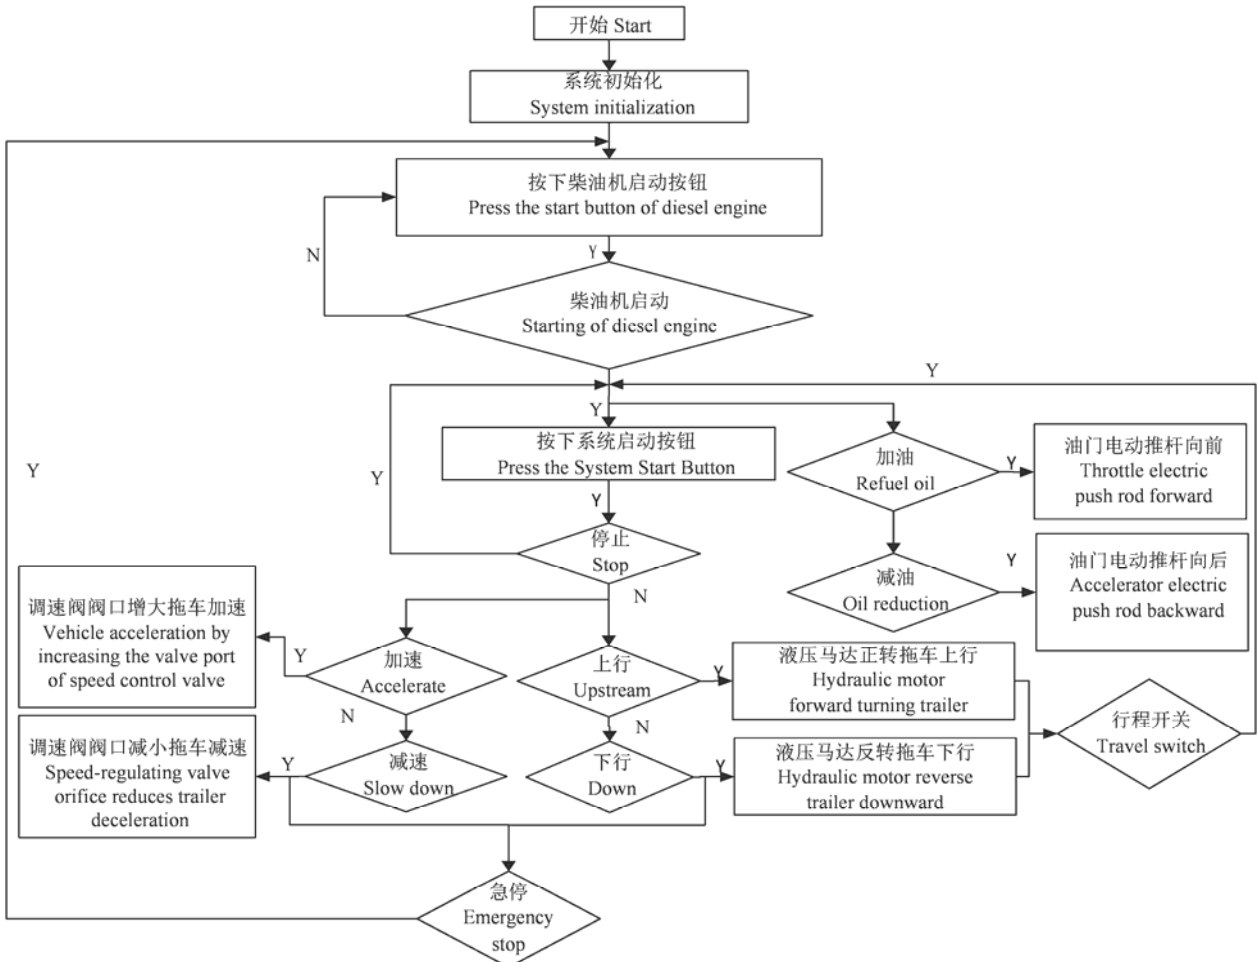 开始 Start
系统初始化
System initialization
按下柴油机启动按钮
Press the start button of diesel engine
N
Y
柴油机启动
Starting of diesel engine
Y
Y
按下系统启动按钮
Press the System Start Button
加油
Refuel oil
Y
油门电动推杆向前
Throttle electric
push rod forward
Y
Y
Y
停止
Stop
减油
Oil reduction
Y
油门电动推杆向后
Accelerator electric
push rod backward
N
调速阀阀口增大拖车加速
Vehicle acceleration by
increasing the valve port
of speed control valve
Y
加速
Accelerate
上行
Upstream
Y
液压马达正转拖车上行
Hydraulic motor
forward turning trailer
N
N
行程开关
Travel switch
调速阀阀口减小拖车减速
Speed-regulating valve
orifice reduces trailer
deceleration
Y
减速
Slow down
下行
Down
Y
液压马达反转拖车下行
Hydraulic motor reverse
trailer downward
急停
Emergency
stop